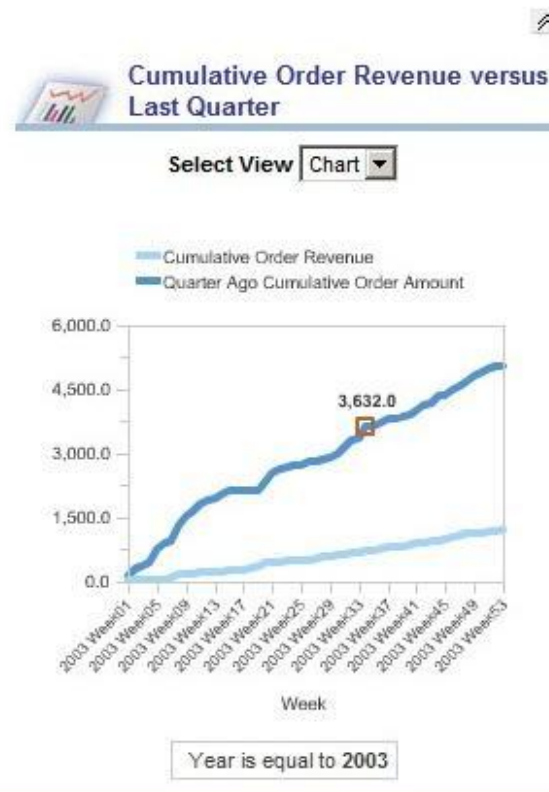 Cumulative Order Revenue versus
Last Quarter
Select View Chart
Cumulative Order Revenue
Quarter Ago Cumulative Order Amount
6,000.0
4,500.0
3,000.0
1,500.0
0.0
3,632.0
2003 Week01
2003 Week05
2003 Week09
2003 Week13
2003 Week17
2003 Week21
2003 Week25
2003 Week29
2003 Week33
2003 Week37
2003 Week41
2003 Week45
2003 Week49
2003 Week53
Week
Year is equal to 2003